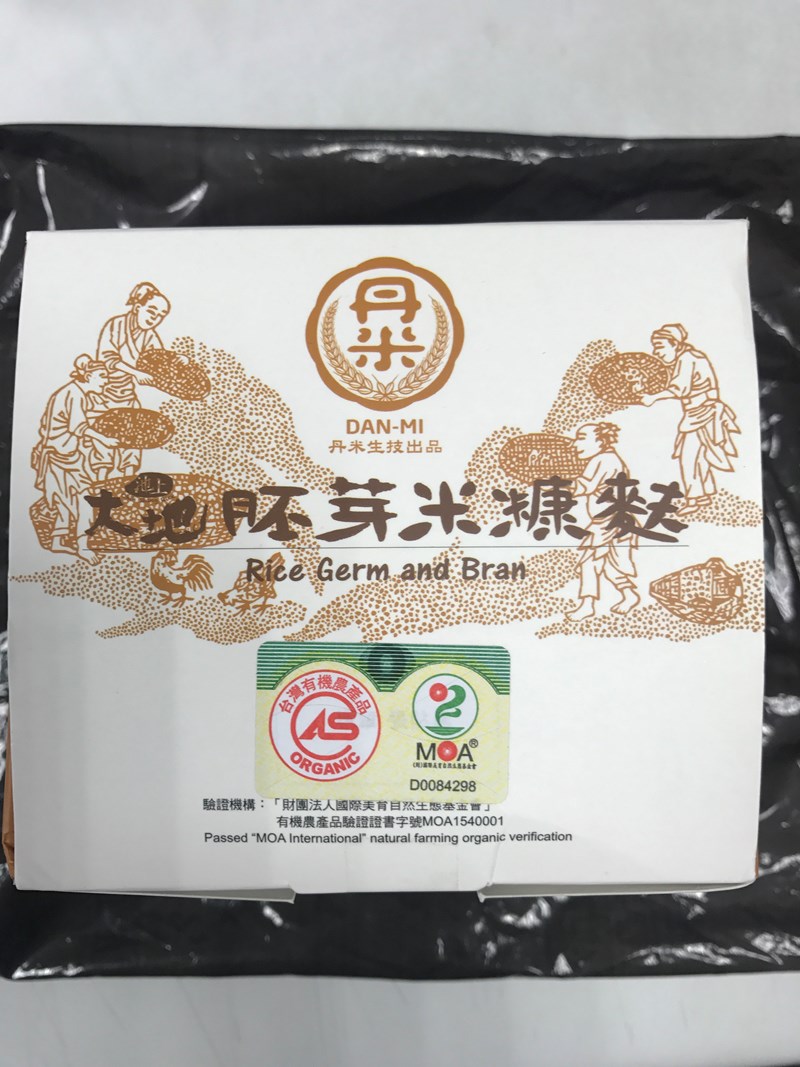 丹米
DAN-MI
丹米生技出品
大地胚芽米糠麩
Rice Germ and Bran
台灣有機農產品
AS
ORGANIC
MOA®
D0084298
驗證機構：「財團法人國際美育自然生態基金會」
有機農產品驗證證書字號MOA1540001
Passed "MOA International" natural farming organic verification